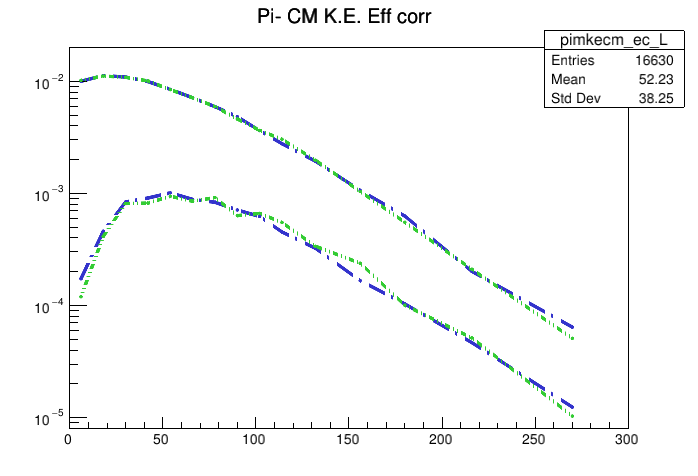 Pi- CM K.E. Eff corr
pimkecm_ec_L
Entries 16630
Mean 52.23
Std Dev 38.25
10⁻²
10⁻³
10⁻⁴
10⁻⁵
0 50 100 150 200 250 300